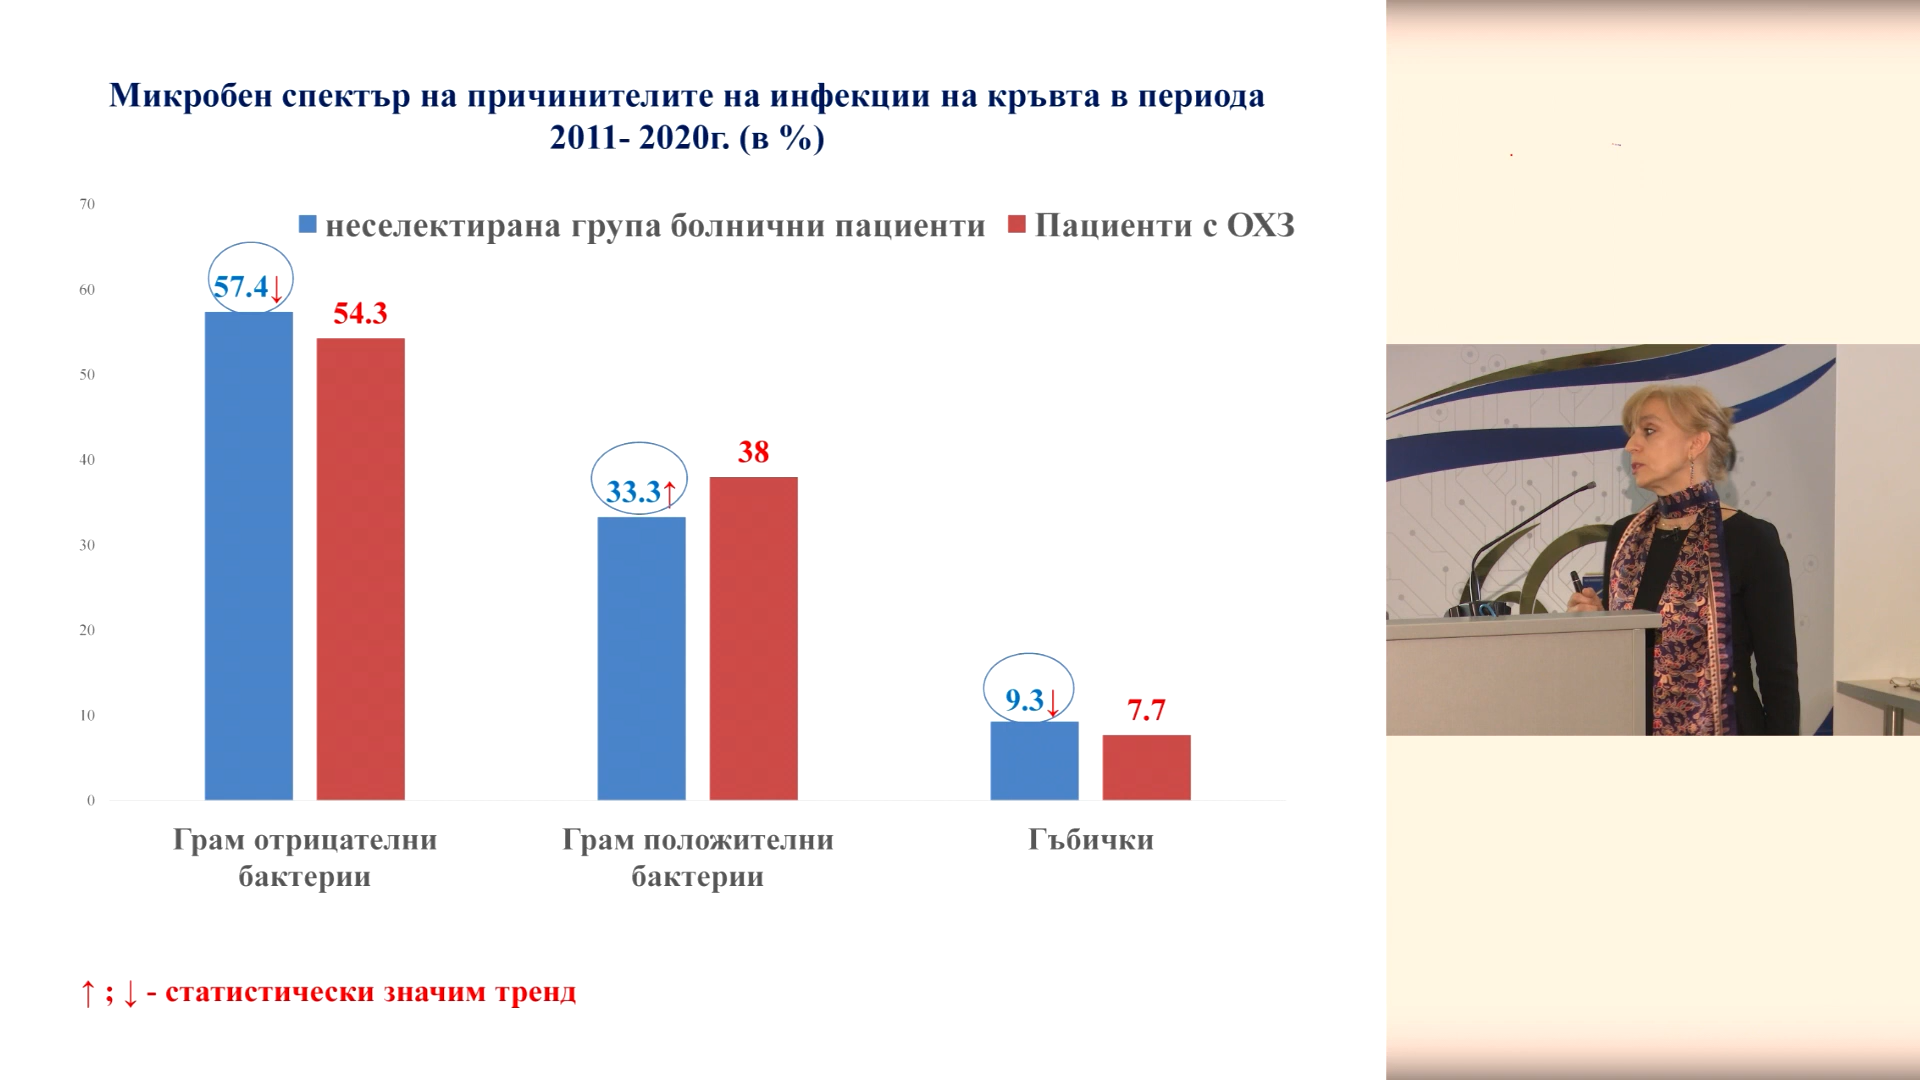 Микробен спектър на причинителите на инфекции на кръвта в периода
2011- 2020г. (в %)
70
60
50
40
30
20
10
0
неселектирана група болнични пациенти
Пациенти с ОХЗ
57.4↓
54.3
33.3↑
38
9.3↓
7.7
Грам отрицателни
бактерии
Грам положителни
бактерии
Гъбички
↑ ; ↓ - статистически значим тренд